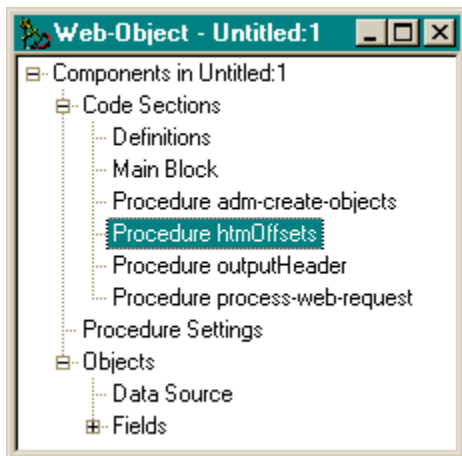 Web-Object - Untitled:1
Components in Untitled:1
Code Sections
Definitions
Main Block
Procedure adm-create-objects
Procedure htmOffsets
Procedure outputHeader
Procedure process-web-request
Procedure Settings
Objects
Data Source
Fields